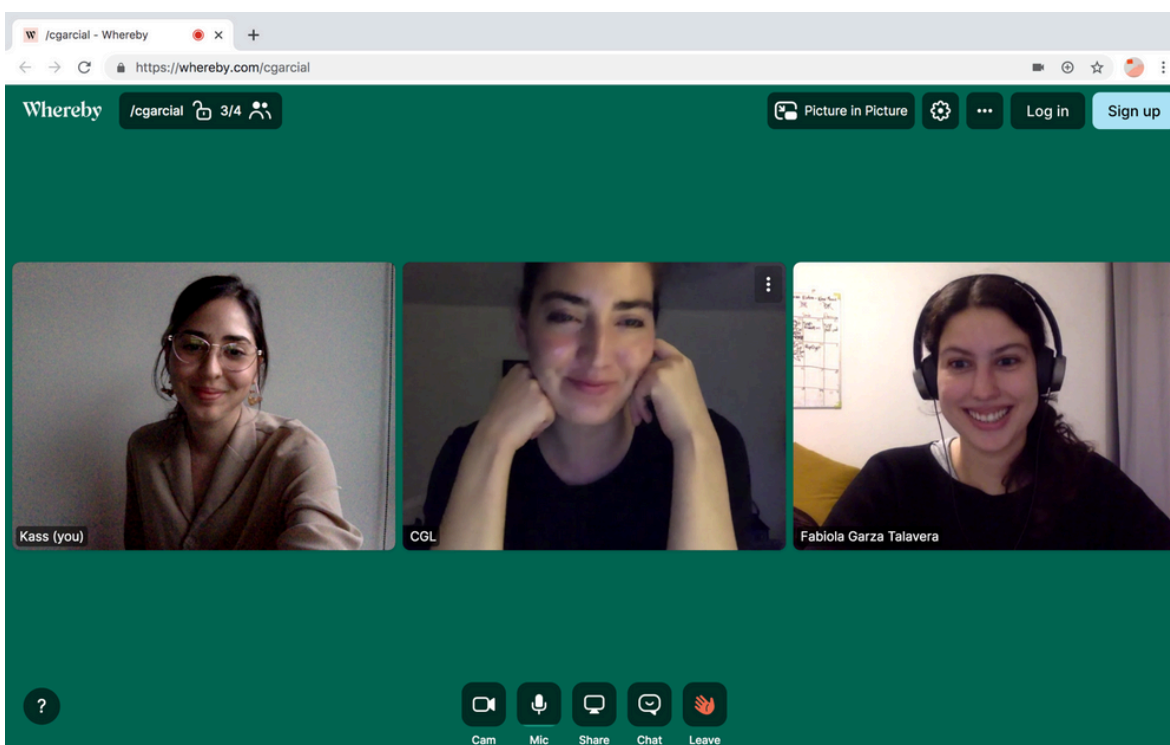 /cgarcial - Whereby
https://whereby.com/cgarcial
Whereby
/cgarcial
3/4
Picture in Picture
Log in
Sign up
Kass (you)
CGL
Fabiola Garza Talavera
?
Cam
Mic
Share
Chat
Leave